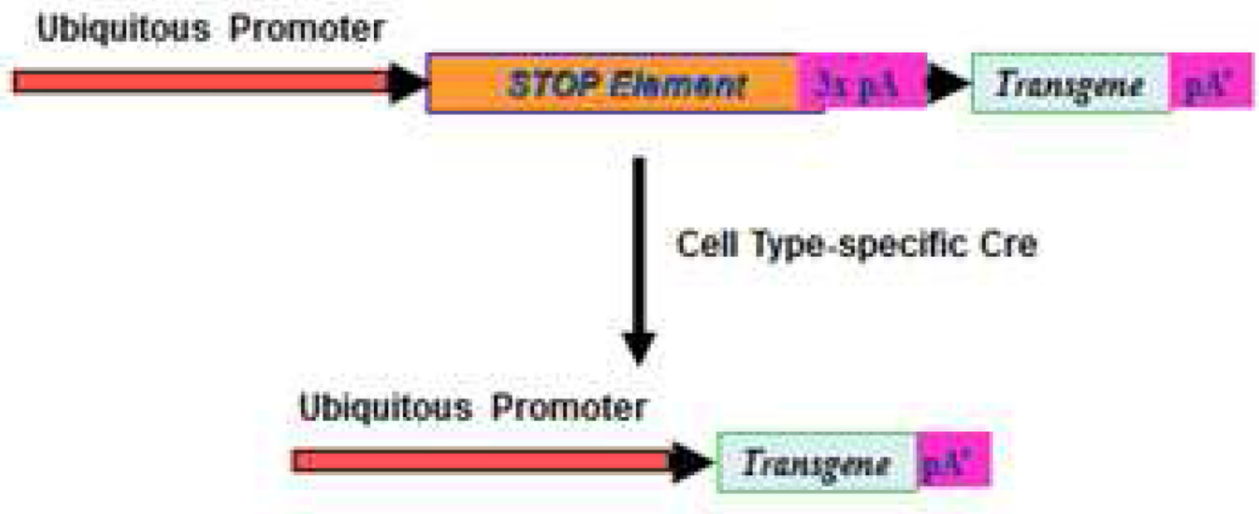 Ubiquitous Promoter
STOP Element 3x pA Transgene pA+
Cell Type-specific Cre
Ubiquitous Promoter
Transgene pA+